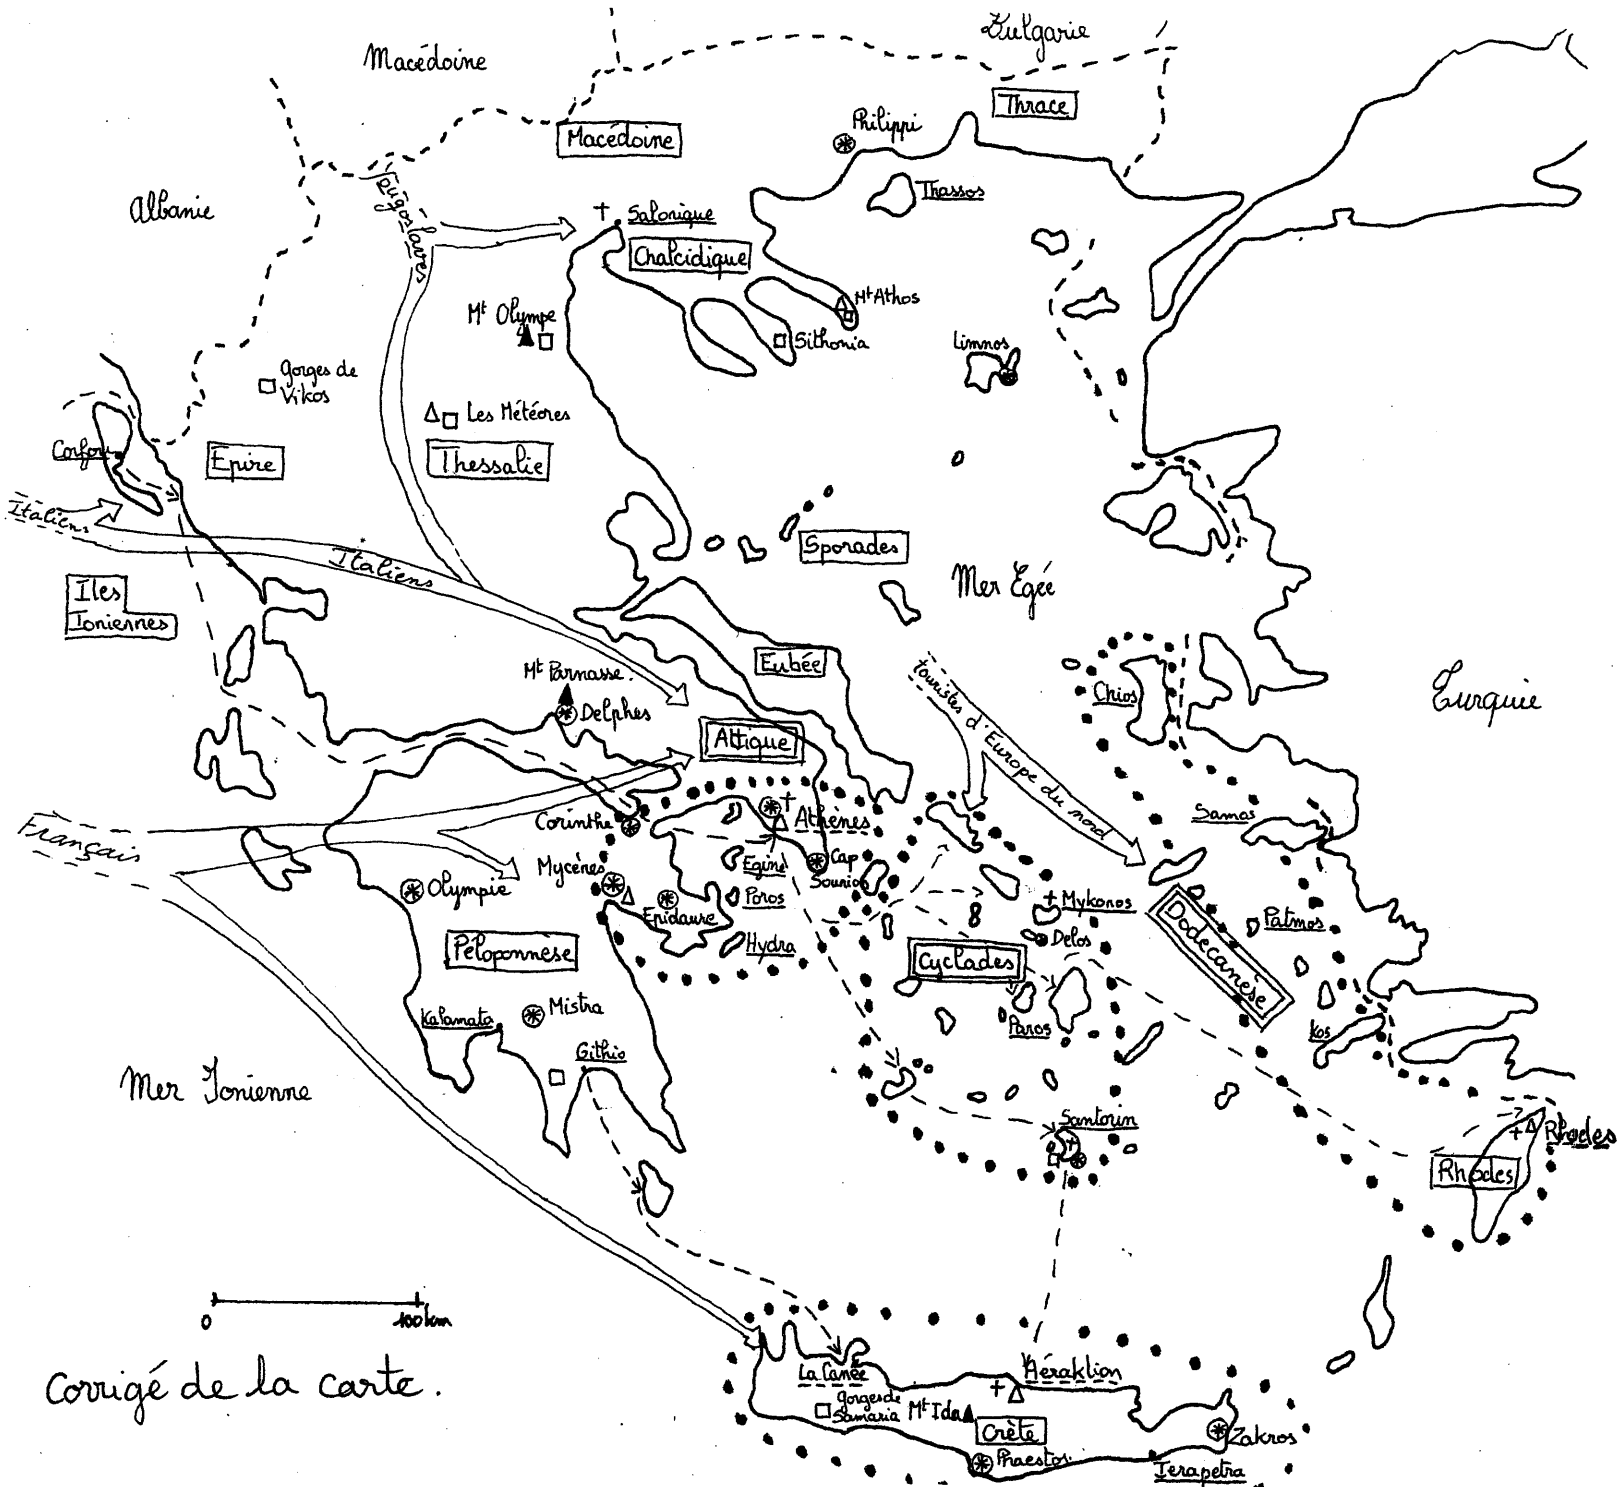 Bulgarie
Macédoine
Thrace
Philippi
Macédoine
Thassos
Albanie
Yougoslaves
Salonique
Chalcidique
Mt Athos
Mt Olympe
Sithonia
Limnos
Gorges de
Vikos
Les Météores
Corfou
Epire
Thessalie
Italiens
Italiens
Sporades
Mer Egée
Iles
Ioniennes
Eubée
Mt Parnasse.
Delphes
touristes d'Europe du nord
Chios
Turquie
Attique
Français
Corinthe
Athènes
Samos
Mycènes
Egine
Cap
Sounion
Olympie
Epidaure
Poros
Mykonos
Patmos
Péloponnèse
Hydra
Delos
Cyclades
Dodecanèse
Kalamata
Mistra
Paros
Kos
Githio
Mer Ionienne
Santorin
Rhodes
Rhodes
0
100km
Corrigé de la carte.
La Canée
Héraklion
Gorges de
Samaria
Mt Ida
Crète
Zakros
Phaestos
Ierapetra